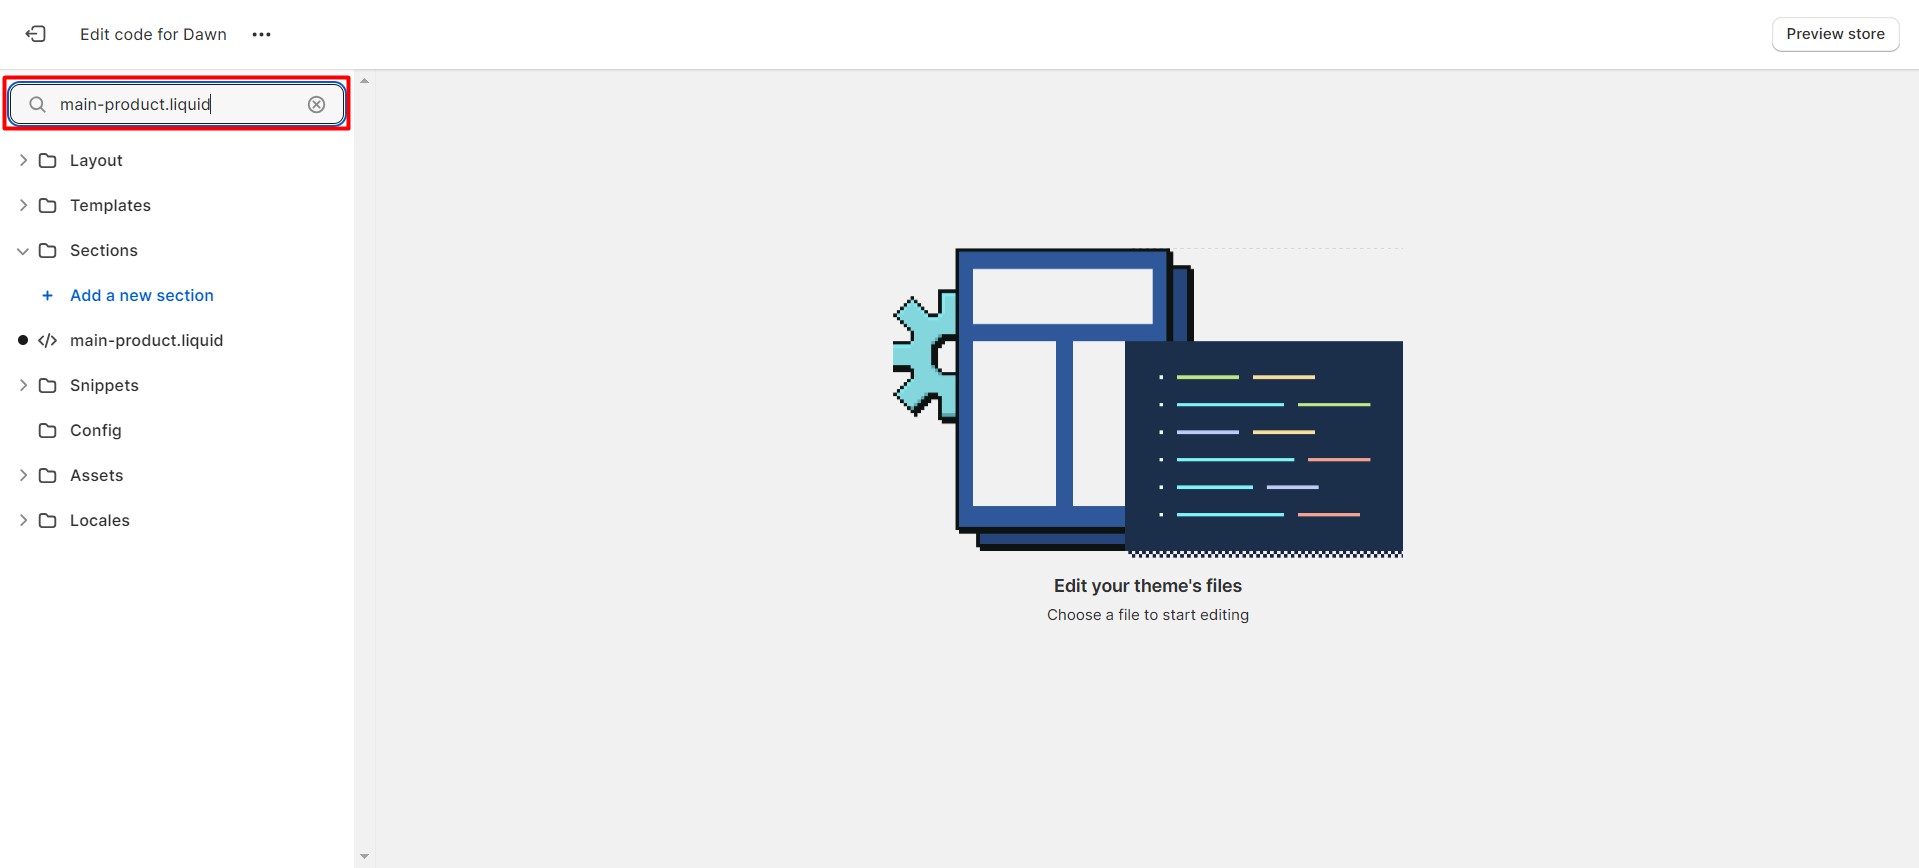 Edit code for Dawn
Preview store
main-product.liquid
Layout
Templates
Sections
Add a new section
main-product.liquid
Snippets
Config
Assets
Locales
Edit your theme's files
Choose a file to start editing